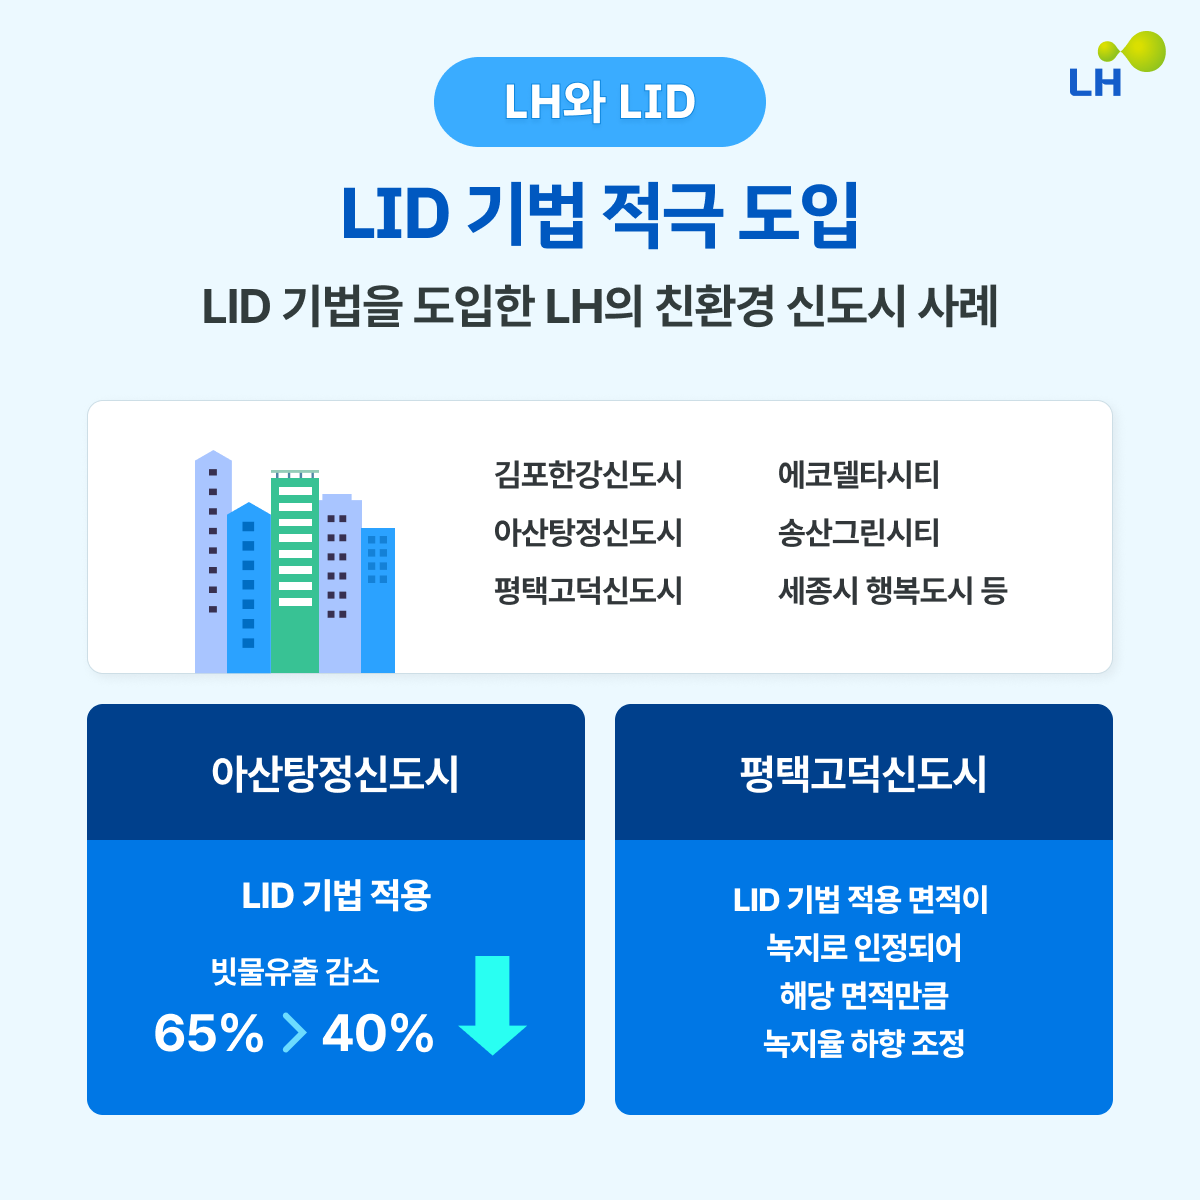 LH
LH와 LID
LID 기법 적극 도입
LID 기법을 도입한 LH의 친환경 신도시 사례
김포한강신도시
에코델타시티
아산탕정신도시
송산그린시티
평택고덕신도시
세종시 행복도시 등
아산탕정신도시
LID 기법 적용
빗물유출 감소
65% > 40%
평택고덕신도시
LID 기법 적용 면적이
녹지로 인정되어
해당 면적만큼
녹지율 하향 조정